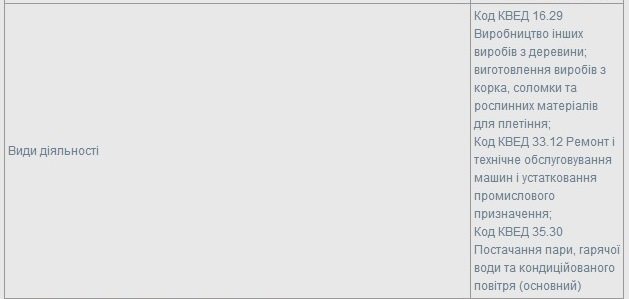 Види діяльності
Код КВЕД 16.29
Виробництво інших
виробів з деревини;
виготовлення виробів з
корка, соломки та
рослинних матеріалів
для плетіння;
Код КВЕД 33.12 Ремонт і
технічне обслуговування
машин і устатковання
промислового
призначення;
Код КВЕД 35.30
Постачання пари, гарячої
води та кондиційованого
повітря (основний)